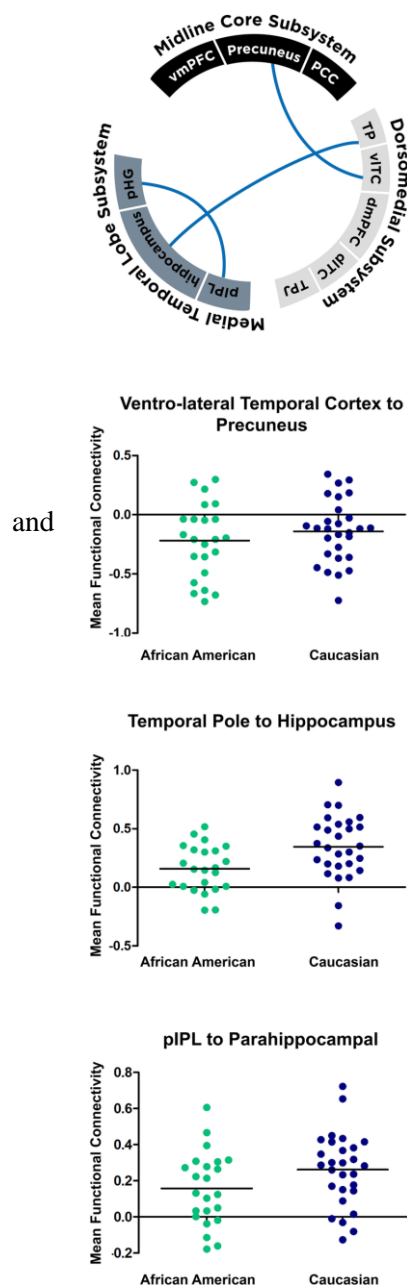 Midline Core Subsystem
vmPFC
Precuneus
PCC
TP
vlTC
dmPFC
dlTC
TPJ
Dorsomedial Subsystem
pHG
hippocampus
pIPL
Medial Temporal Lobe Subsystem
and
Ventro-lateral Temporal Cortex to
Precuneus
Mean Functional Connectivity
0.5
0.0
-0.5
-1.0
African American
Caucasian
Temporal Pole to Hippocampus
Mean Functional Connectivity
1.0
0.5
0.0
-0.5
African American
Caucasian
pIPL to Parahippocampal
Mean Functional Connectivity
0.8
0.6
0.4
0.2
0.0
-0.2
African American
Caucasian